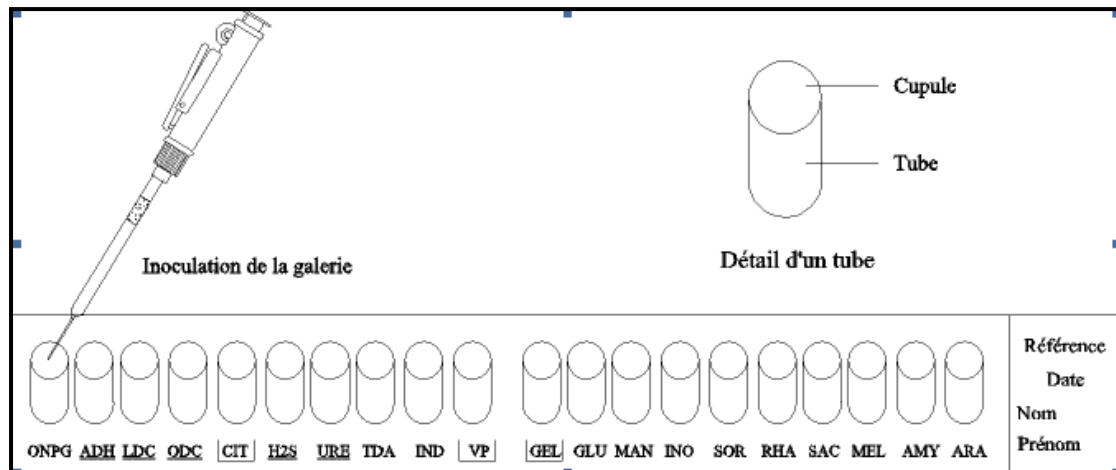 Cupule
Tube
Inoculation de la galerie
Détail d'un tube
ONPG ADH LDC ODC CIT H2S URE TDA IND VP GEL GLU MAN INO SOR RHA SAC MEL AMY ARA
Référence
Date
Nom
Prénom